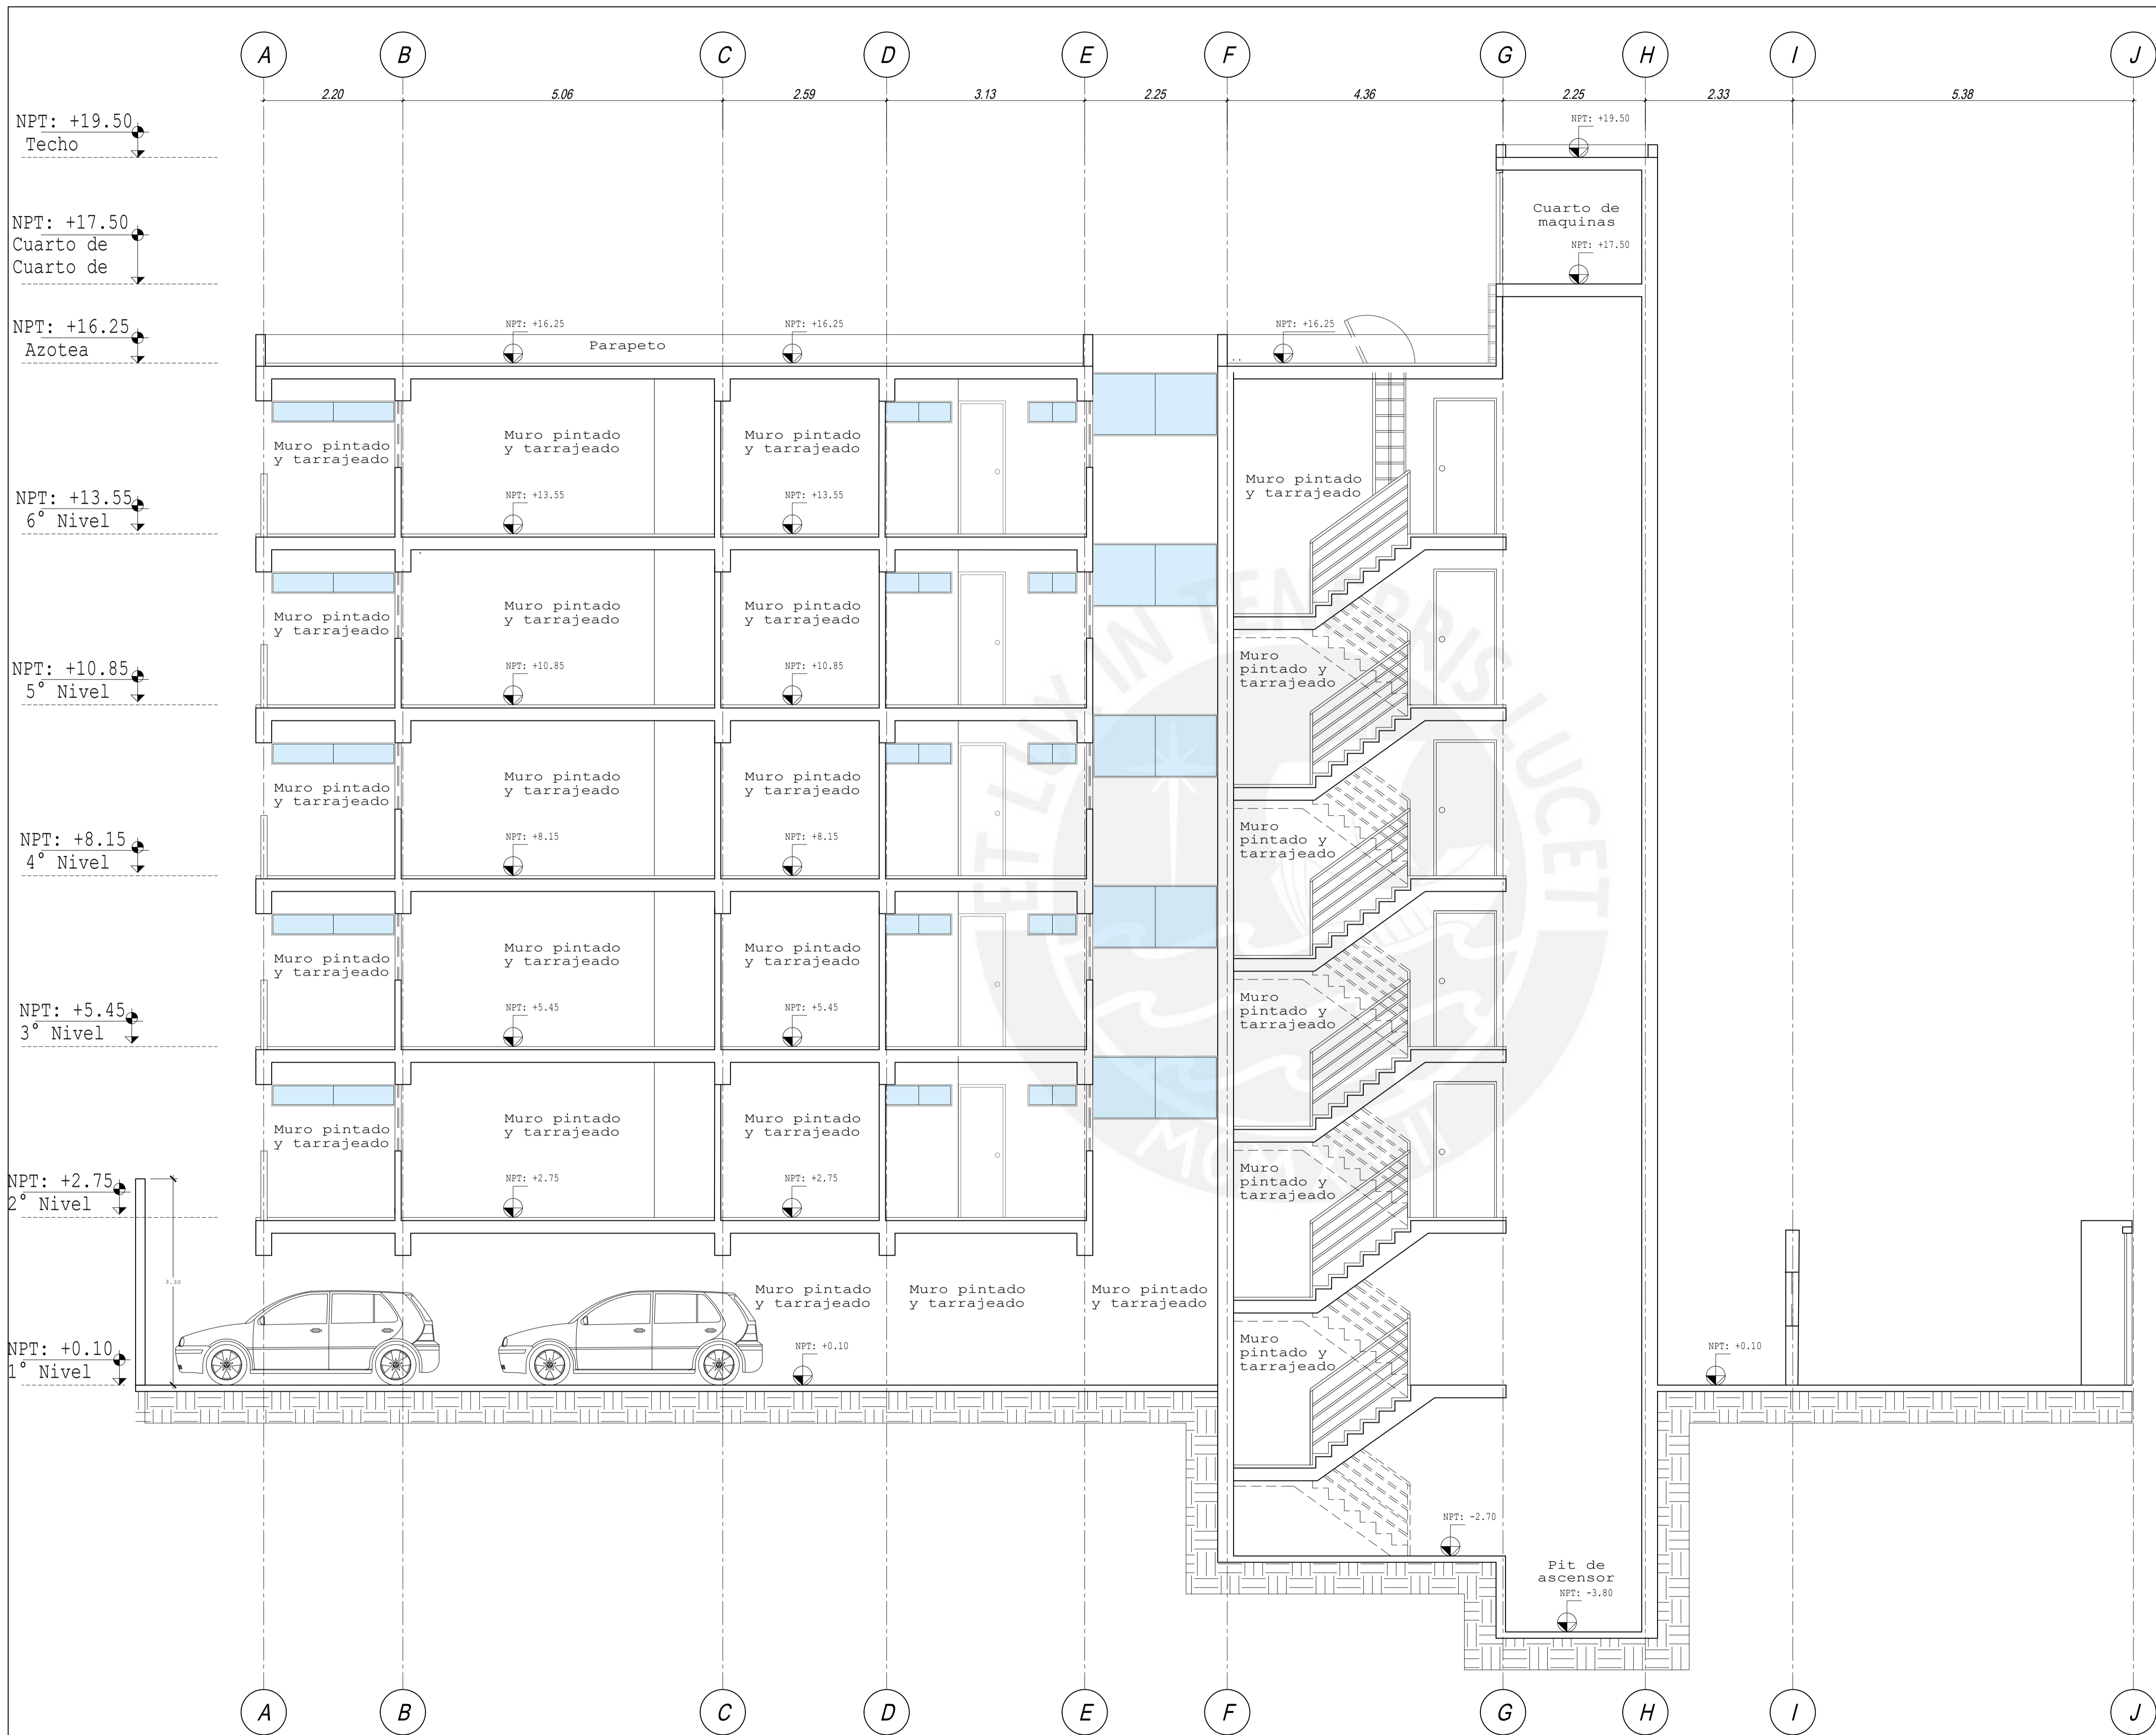 A B C D E F G H I J
2.20 5.06 2.59 3.13 2.25 4.36 2.25 2.33 5.38
NPT: +19.50
Techo
NPT: +19.50
Cuarto de
maquinas
NPT: +17.50
NPT: +17.50
Cuarto de
Cuarto de
NPT: +16.25
Azotea
NPT: +16.25
Parapeto
NPT: +16.25
NPT: +16.25
Muro pintado
y tarrajeado
Muro pintado
y tarrajeado
Muro pintado
y tarrajeado
Muro pintado
y tarrajeado
NPT: +13.55
6° Nivel
NPT: +13.55
NPT: +13.55
Muro pintado
y tarrajeado
Muro pintado
y tarrajeado
Muro pintado
y tarrajeado
Muro
pintado y
tarrajeado
NPT: +10.85
5° Nivel
NPT: +10.85
NPT: +10.85
Muro pintado
y tarrajeado
Muro pintado
y tarrajeado
Muro pintado
y tarrajeado
Muro
pintado y
tarrajeado
NPT: +8.15
4° Nivel
NPT: +8.15
NPT: +8.15
Muro pintado
y tarrajeado
Muro pintado
y tarrajeado
Muro pintado
y tarrajeado
Muro
pintado y
tarrajeado
NPT: +5.45
3° Nivel
NPT: +5.45
NPT: +5.45
Muro pintado
y tarrajeado
Muro pintado
y tarrajeado
Muro pintado
y tarrajeado
Muro
pintado y
tarrajeado
NPT: +2.75
2° Nivel
NPT: +2.75
NPT: +2.75
3.30
Muro pintado
y tarrajeado
Muro pintado
y tarrajeado
Muro pintado
y tarrajeado
Muro
pintado y
tarrajeado
NPT: +0.10
1° Nivel
NPT: +0.10
NPT: +0.10
NPT: -2.70
Pit de
ascensor
NPT: -3.80
A B C D E F G H I J
ET LUX IN TENEBRIS LUCET